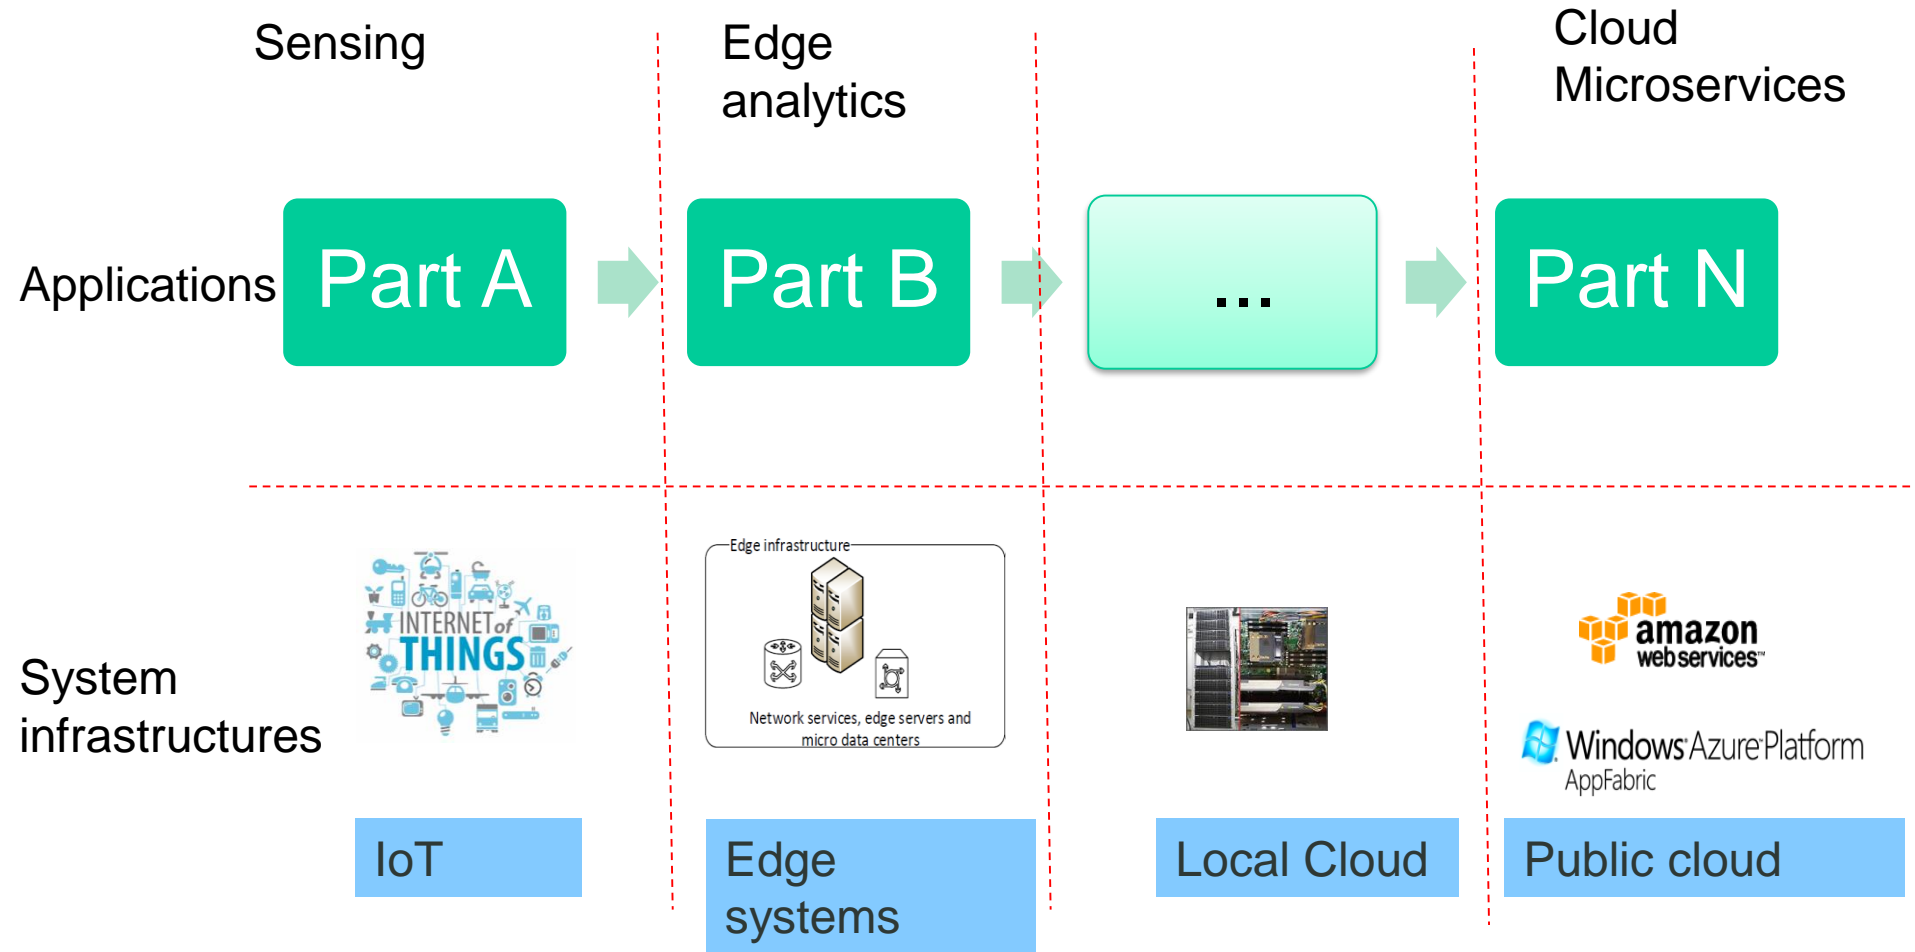 Sensing
Edge
analytics
Cloud
Microservices
Applications
Part A
Part B
...
Part N
System
infrastructures
INTERNET of
THINGS
Edge infrastructure
Network services, edge servers and
micro data centers
amazon
web services™
Windows Azure Platform
AppFabric
IoT
Edge
systems
Local Cloud
Public cloud